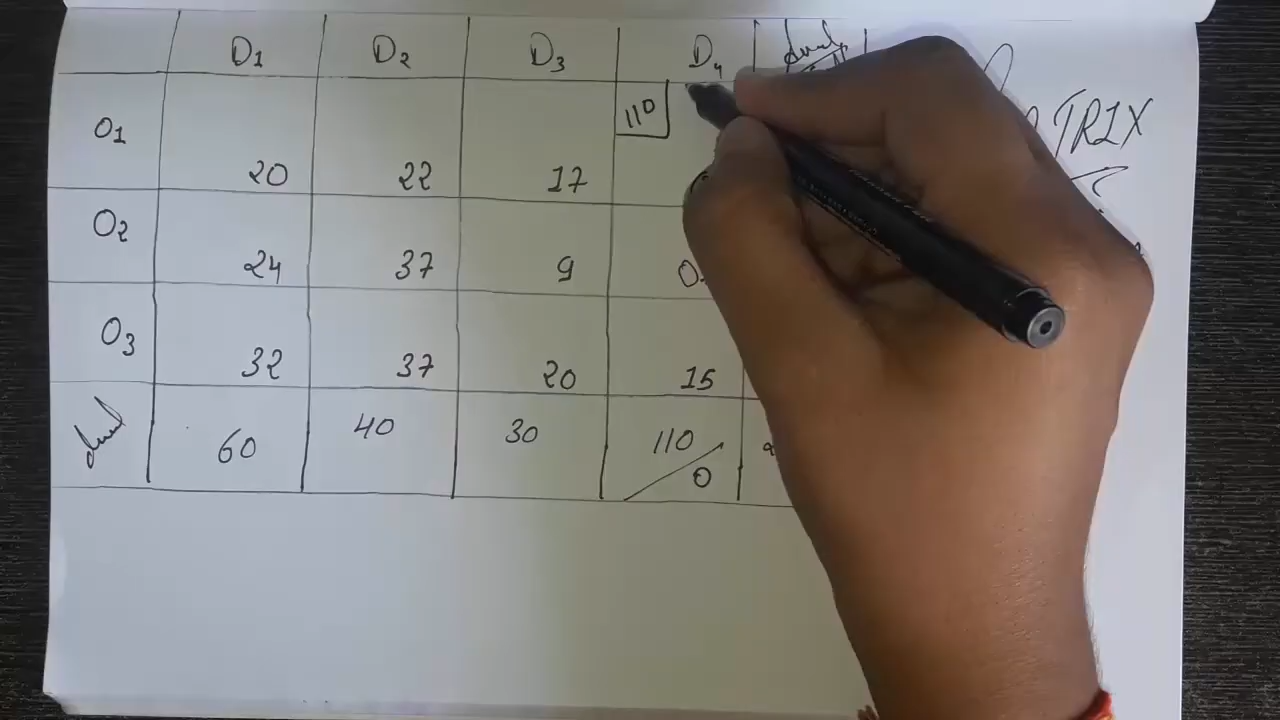 D1 D2 D3 D4
110
O1 20 22 17
TRIX
O2 24 37 9
O3 32 37 20 15
60 40 30 110
0